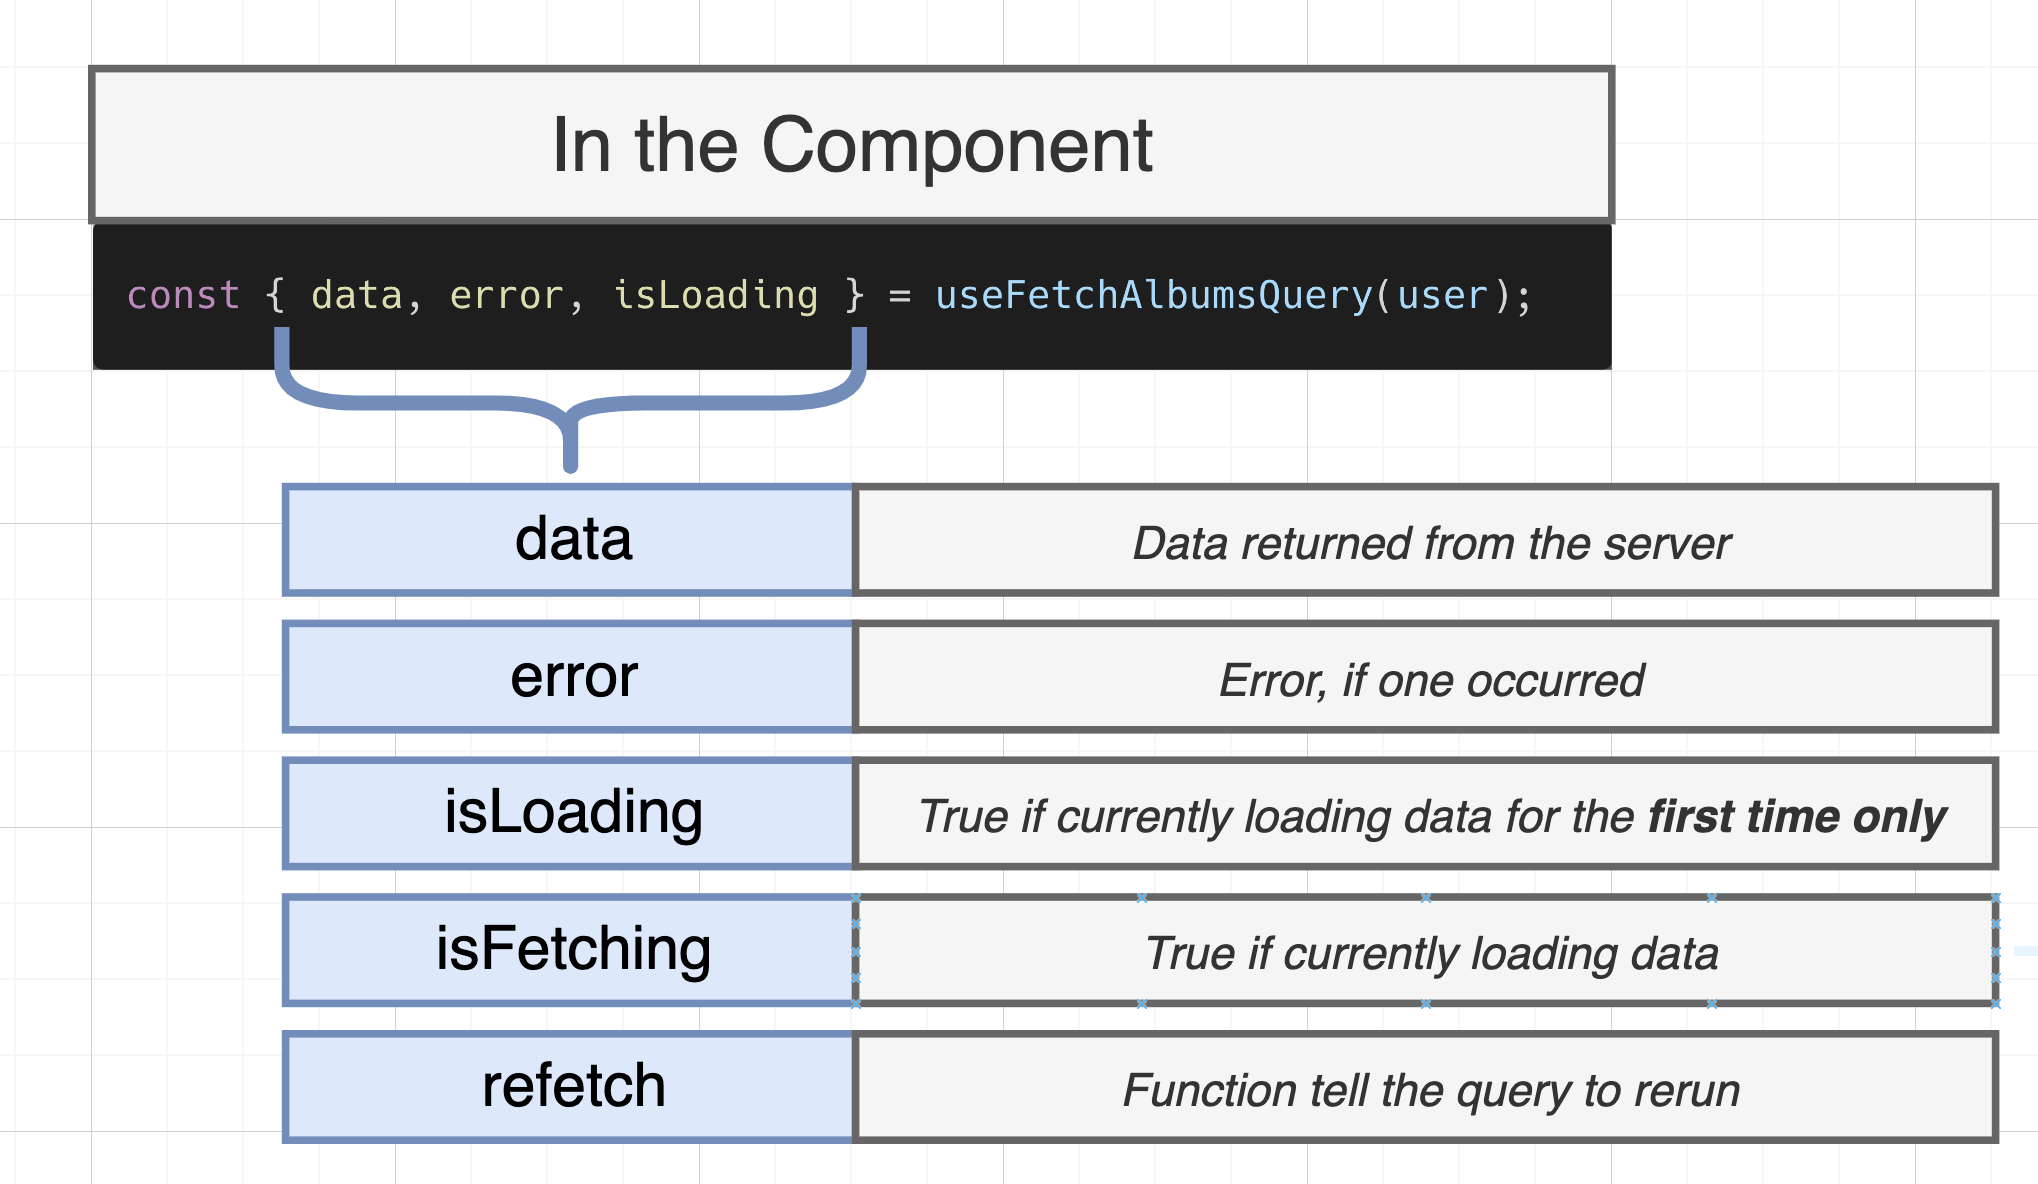 In the Component
const { data, error, isLoading } = useFetchAlbumsQuery(user);
data
Data returned from the server
error
Error, if one occurred
isLoading
True if currently loading data for the first time only
isFetching
True if currently loading data
refetch
Function tell the query to rerun